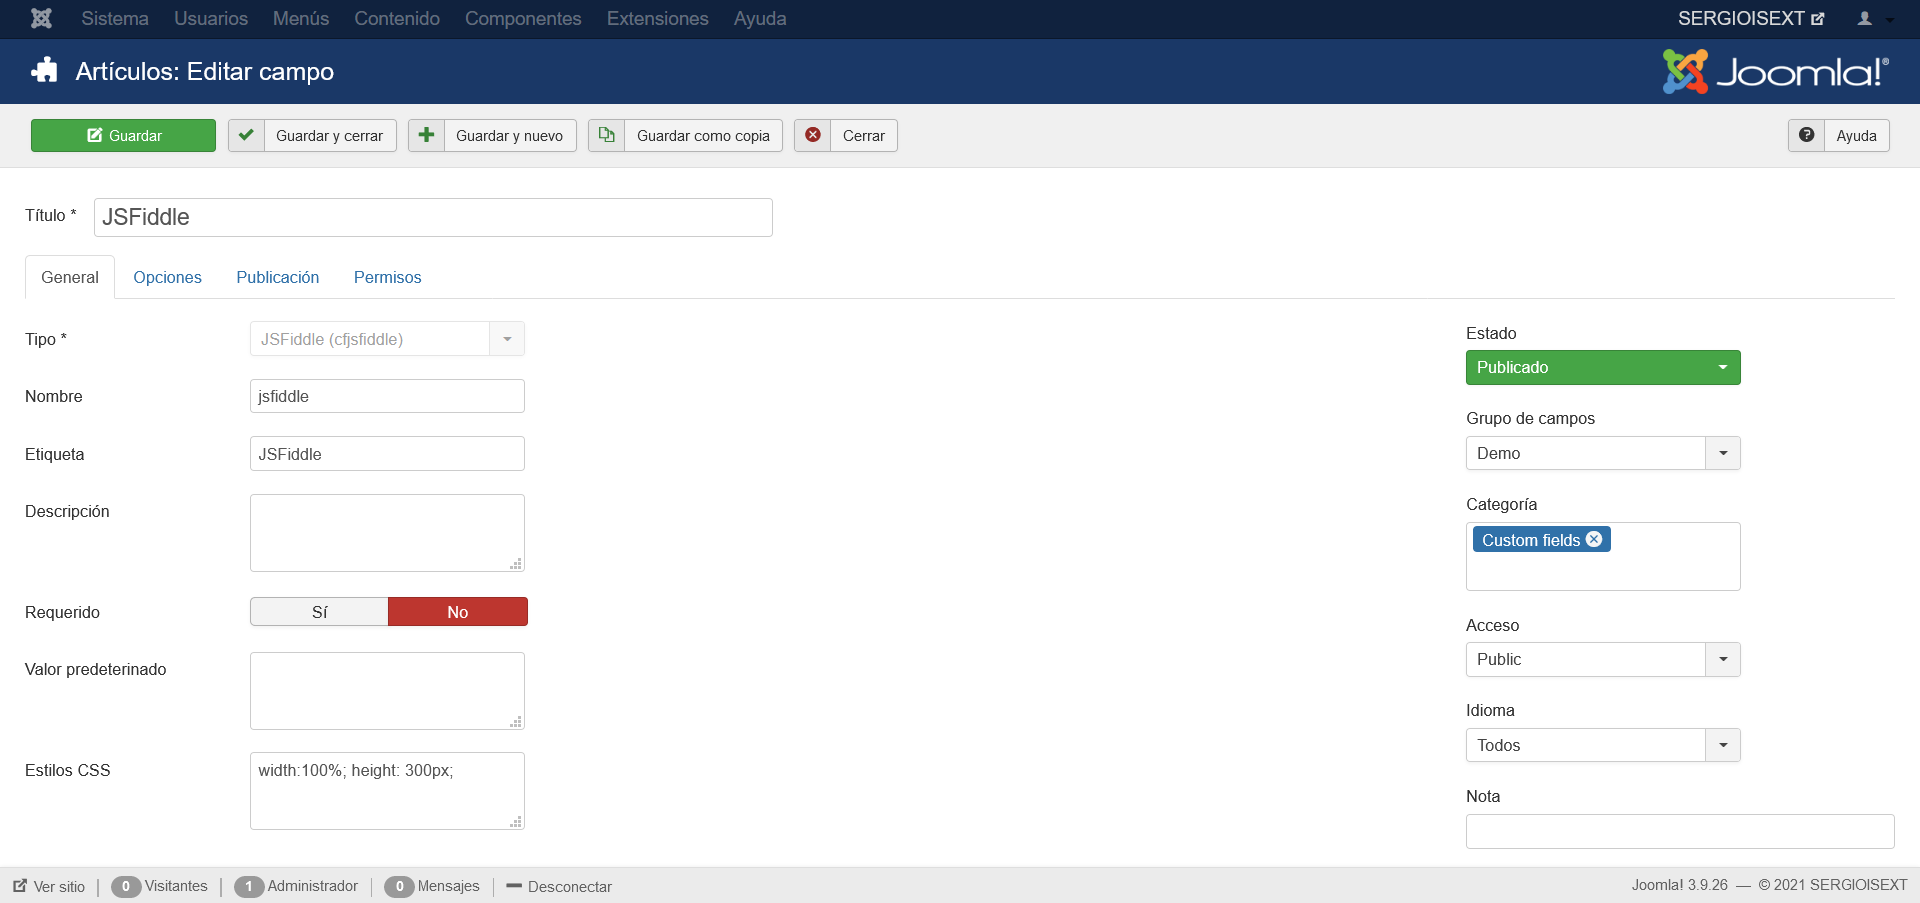 Sistema Usuarios Menús Contenido Componentes Extensiones Ayuda SERGIOISEXT
Artículos: Editar campo Joomla!®
Guardar Guardar y cerrar Guardar y nuevo Guardar como copia Cerrar Ayuda
Título * JSFiddle
General Opciones Publicación Permisos
Tipo * JSFiddle (cfjsfiddle)
Nombre jsfiddle
Etiqueta JSFiddle
Descripción
Requerido Sí No
Valor predeterinado
Estilos CSS width:100%; height: 300px;
Estado
Publicado
Grupo de campos
Demo
Categoría
Custom fields
Acceso
Public
Idioma
Todos
Nota
Ver sitio 0 Visitantes 1 Administrador 0 Mensajes Desconectar Joomla! 3.9.26 — © 2021 SERGIOISEXT